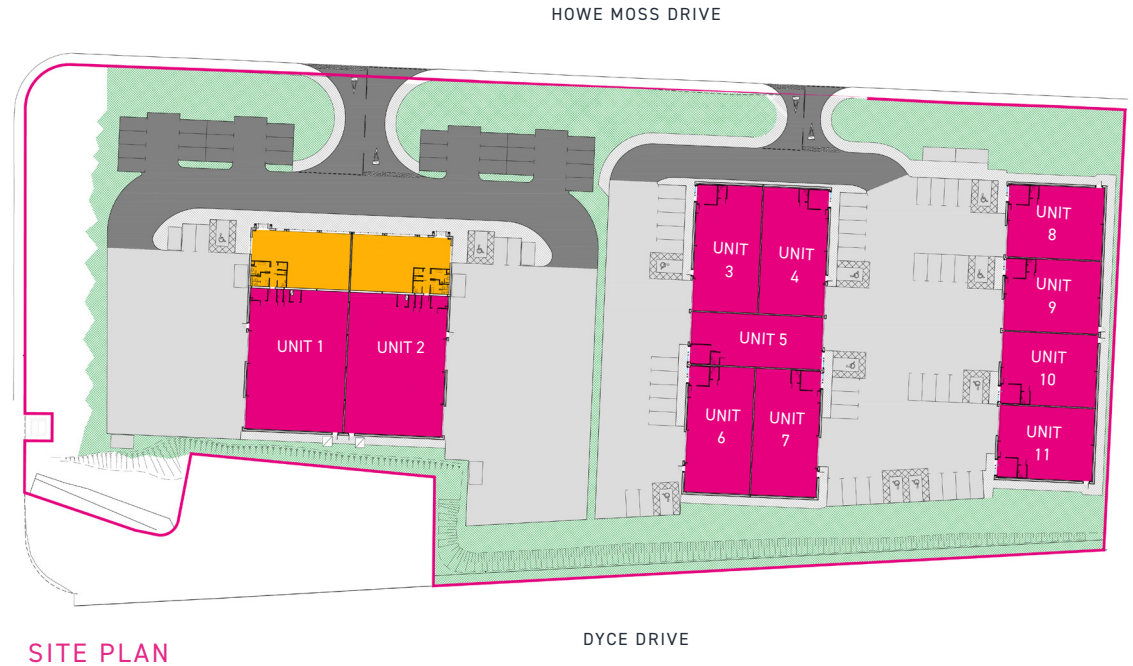 HOWE MOSS DRIVE
UNIT 1
UNIT 2
UNIT
3
UNIT
4
UNIT 5
UNIT
6
UNIT
7
UNIT
8
UNIT
9
UNIT
10
UNIT
11
DYCE DRIVE
SITE PLAN